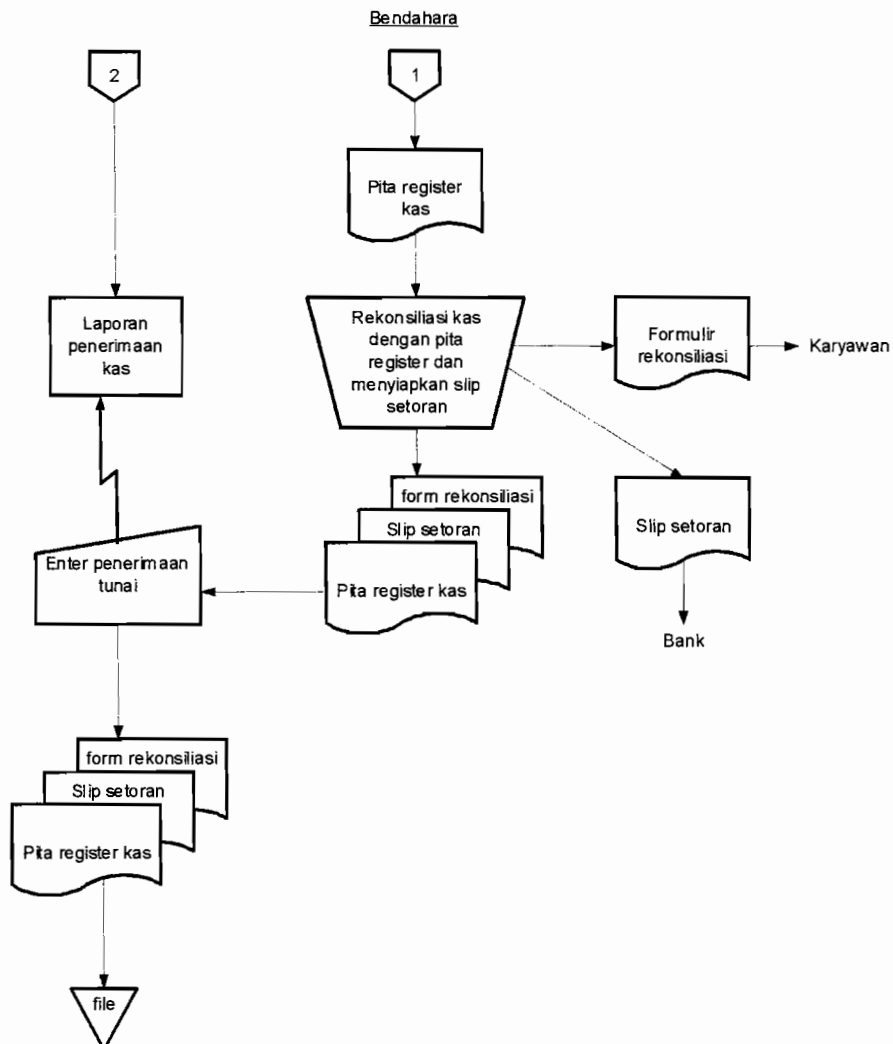 Bendahara
2
1
Pita register
kas
Laporan
penerimaan
kas
Rekonsiliasi kas
dengan pita
register dan
menyiapkan slip
setoran
Formulir
rekonsiliasi
Karyawan
form rekonsiliasi
Slip setoran
Pita register kas
Slip setoran
Enter penerimaan
tunai
Bank
form rekonsiliasi
Slip setoran
Pita register kas
file